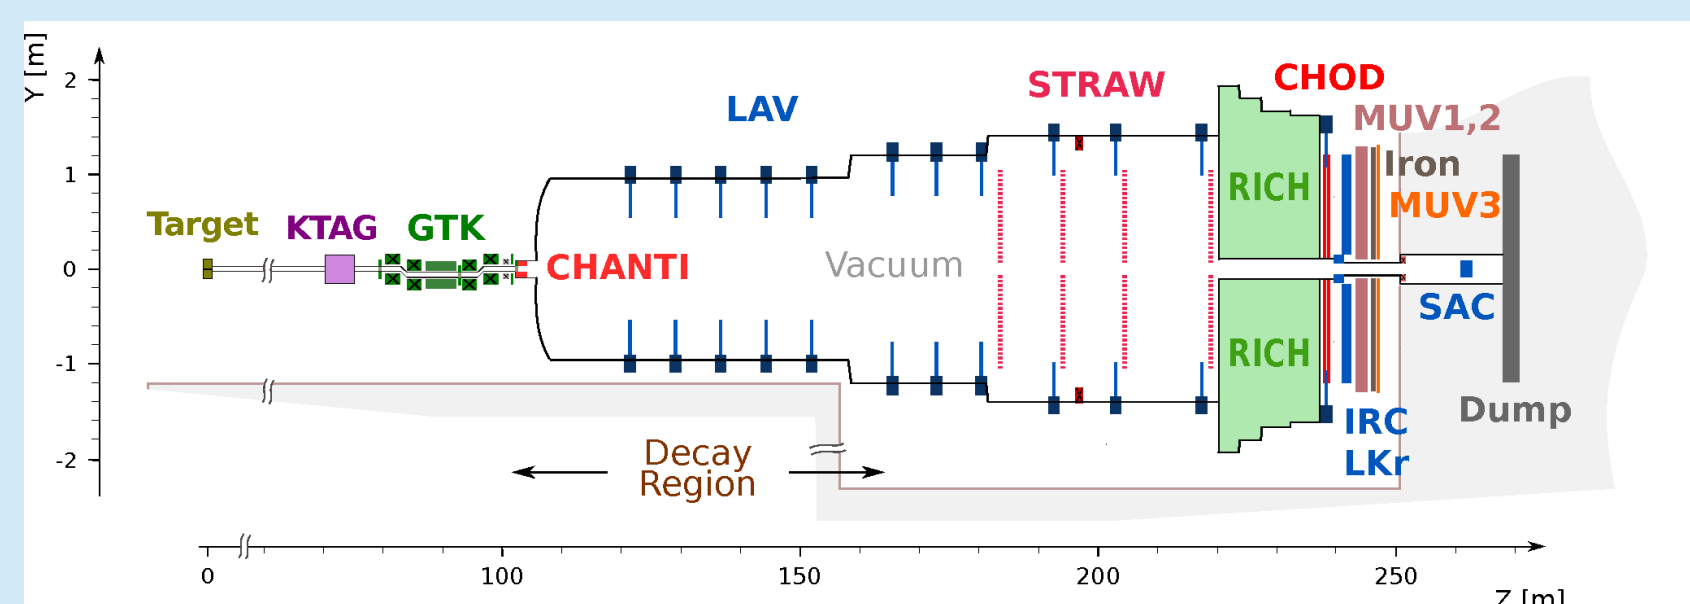 Y [m]
2
1
0
-1
-2
Target
KTAG
GTK
CHANTI
LAV
Vacuum
STRAW
RICH
RICH
CHOD
MUV1,2
Iron
MUV3
SAC
IRC
LKr
Dump
Decay
Region
0
100
150
200
250
Z [m]